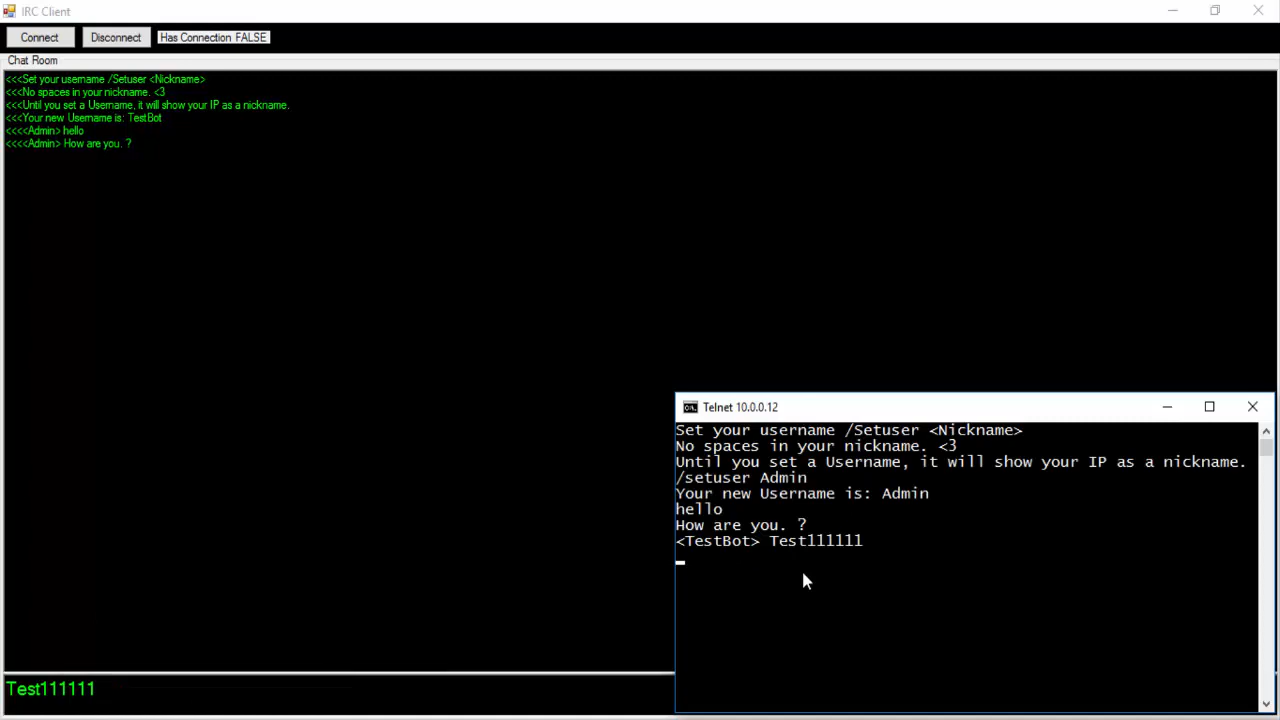 IRC Client
Connect
Disconnect
Has Connection FALSE
Chat Room
<<<Set your username /Setuser <Nickname>
<<<No spaces in your nickname. <3
<<<Until you set a Username, it will show your IP as a nickname.
<<<Your new Username is: TestBot
<<<<Admin> hello
<<<<Admin> How are you. ?
Telnet 10.0.0.12
Set your username /Setuser <Nickname>
No spaces in your nickname. <3
Until you set a Username, it will show your IP as a nickname.
/setuser Admin
Your new Username is: Admin
hello
How are you. ?
<TestBot> Test111111
Test111111